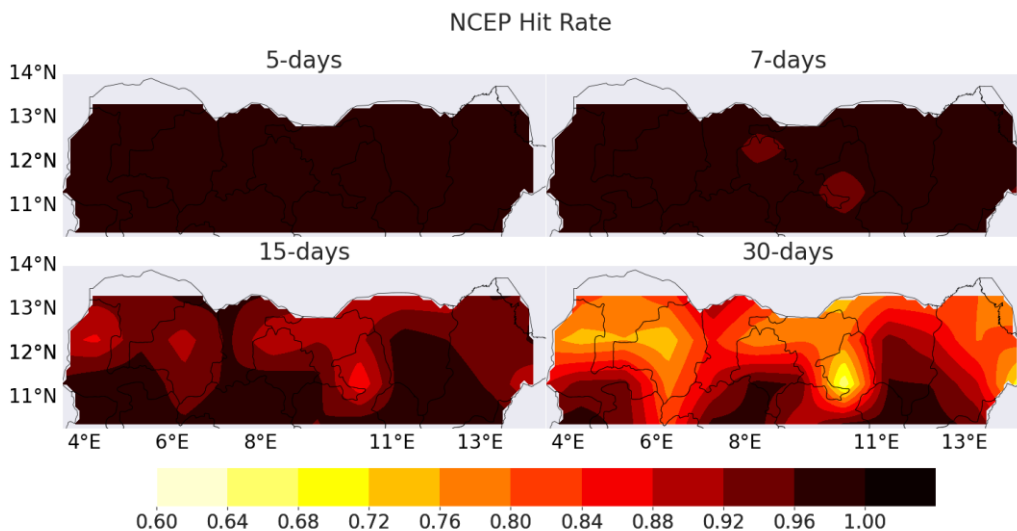 NCEP Hit Rate
5-days 7-days
14°N
13°N
12°N
11°N
15-days 30-days
14°N
13°N
12°N
11°N
4°E 6°E 8°E 11°E 13°E 4°E 6°E 8°E 11°E 13°E
0.60 0.64 0.68 0.72 0.76 0.80 0.84 0.88 0.92 0.96 1.00